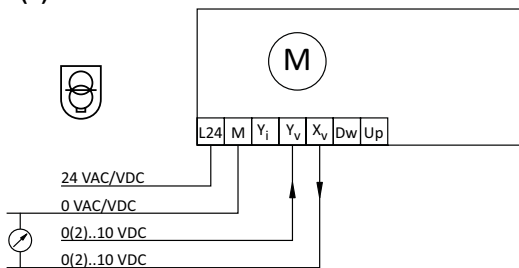 M
L24 M Yi Yv Xv Dw Up
24 VAC/VDC
0 VAC/VDC
0(2)..10 VDC
0(2)..10 VDC